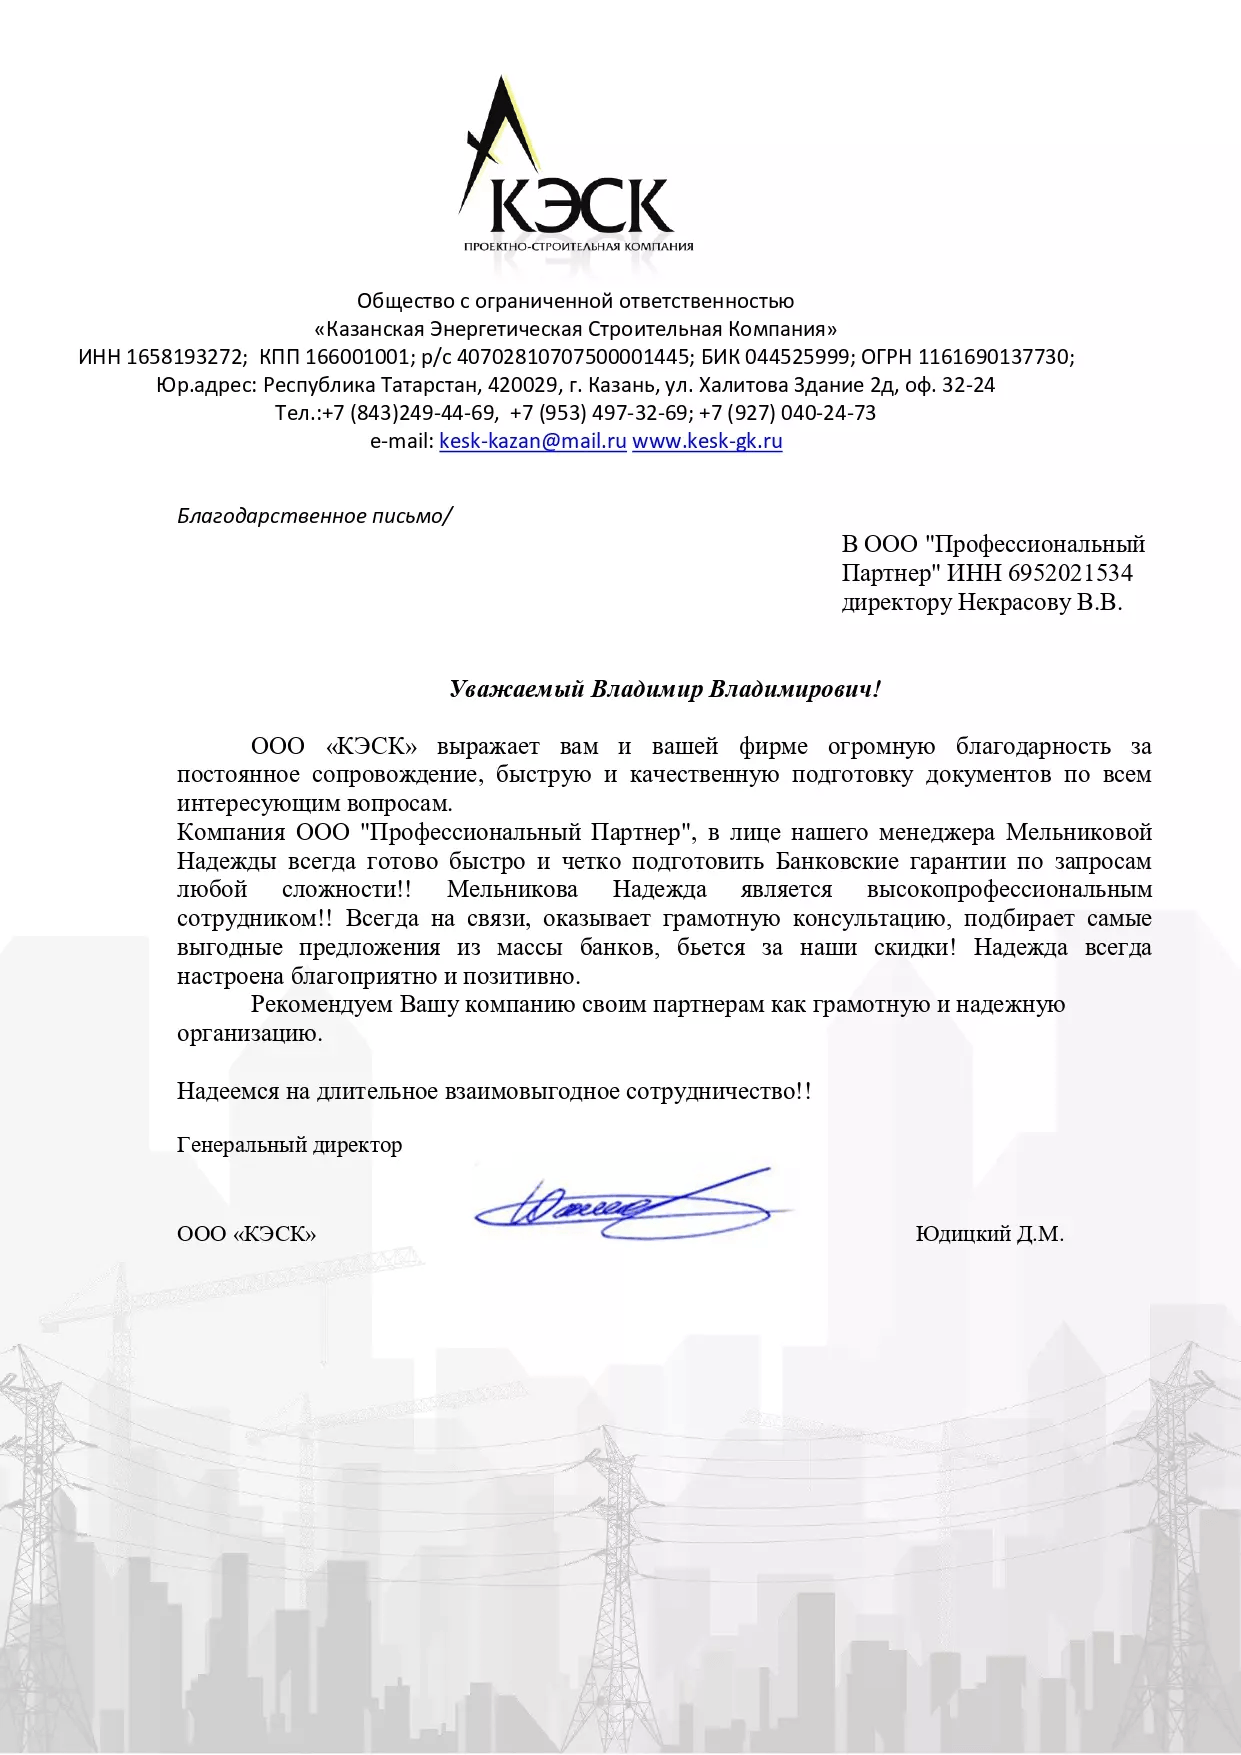 КЭСК
ПРОЕКТНО-СТРОИТЕЛЬНАЯ КОМПАНИЯ
Общество с ограниченной ответственностью
«Казанская Энергетическая Строительная Компания»
ИНН 1658193272; КПП 166001001; р/с 40702810707500001445; БИК 044525999; ОГРН 1161690137730;
Юр.адрес: Республика Татарстан, 420029, г. Казань, ул. Халитова Здание 2д, оф. 32-24
Тел.:+7 (843)249-44-69, +7 (953) 497-32-69; +7 (927) 040-24-73
e-mail: kesk-kazan@mail.ru www.kesk-gk.ru
Благодарственное письмо/
В ООО "Профессиональный
Партнер" ИНН 6952021534
директору Некрасову В.В.
Уважаемый Владимир Владимирович!
ООО «КЭСК» выражает вам и вашей фирме огромную благодарность за
постоянное сопровождение, быструю и качественную подготовку документов по всем
интересующим вопросам.
Компания ООО "Профессиональный Партнер", в лице нашего менеджера Мельниковой
Надежды всегда готово быстро и четко подготовить Банковские гарантии по запросам
любой сложности!! Мельникова Надежда является высокопрофессиональным
сотрудником!! Всегда на связи, оказывает грамотную консультацию, подбирает самые
выгодные предложения из массы банков, бьется за наши скидки! Надежда всегда
настроена благоприятно и позитивно.
Рекомендуем Вашу компанию своим партнерам как грамотную и надежную
организацию.
Надеемся на длительное взаимовыгодное сотрудничество!!
Генеральный директор
ООО «КЭСК»
Юдицкий Д.М.